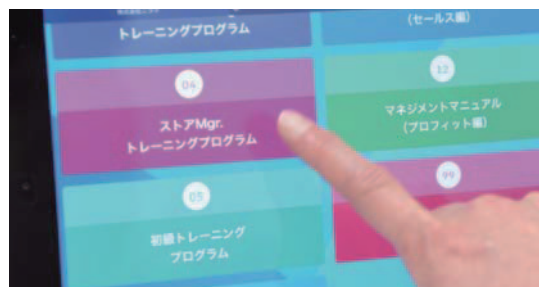 トレーニングプログラム
(セールス編)
04
ストアMgr.
トレーニングプログラム
12
マネジメントマニュアル
(プロフィット編)
05
初級トレーニング
プログラム
99